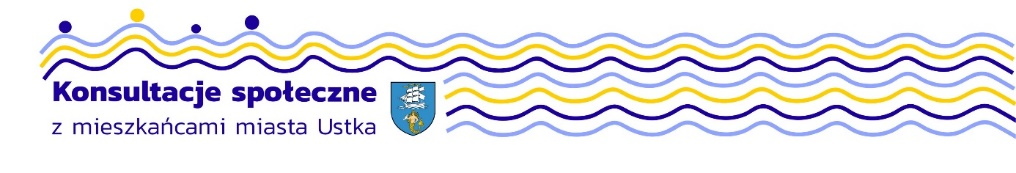 Konsultacje społeczne
z mieszkańcami miasta Ustka